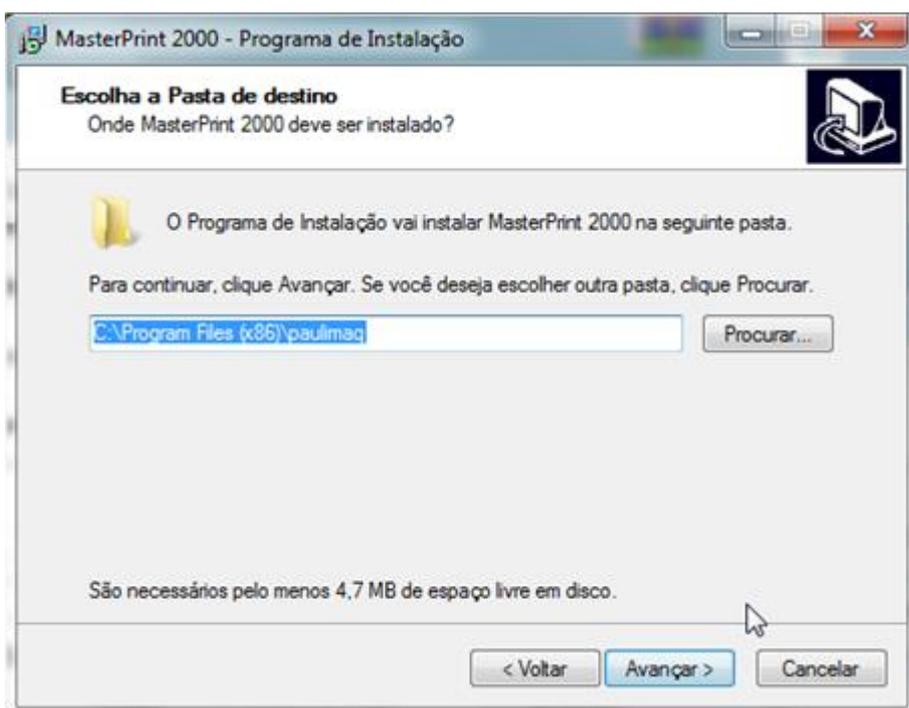 MasterPrint 2000 - Programa de Instalação
Escolha a Pasta de destino
Onde MasterPrint 2000 deve ser instalado?
O Programa de Instalação vai instalar MasterPrint 2000 na seguinte pasta.
Para continuar, clique Avançar. Se você deseja escolher outra pasta, clique Procurar.
C:\Program Files (x86)\paulimaq
Procurar...
São necessários pelo menos 4,7 MB de espaço livre em disco.
< Voltar Avançar > Cancelar